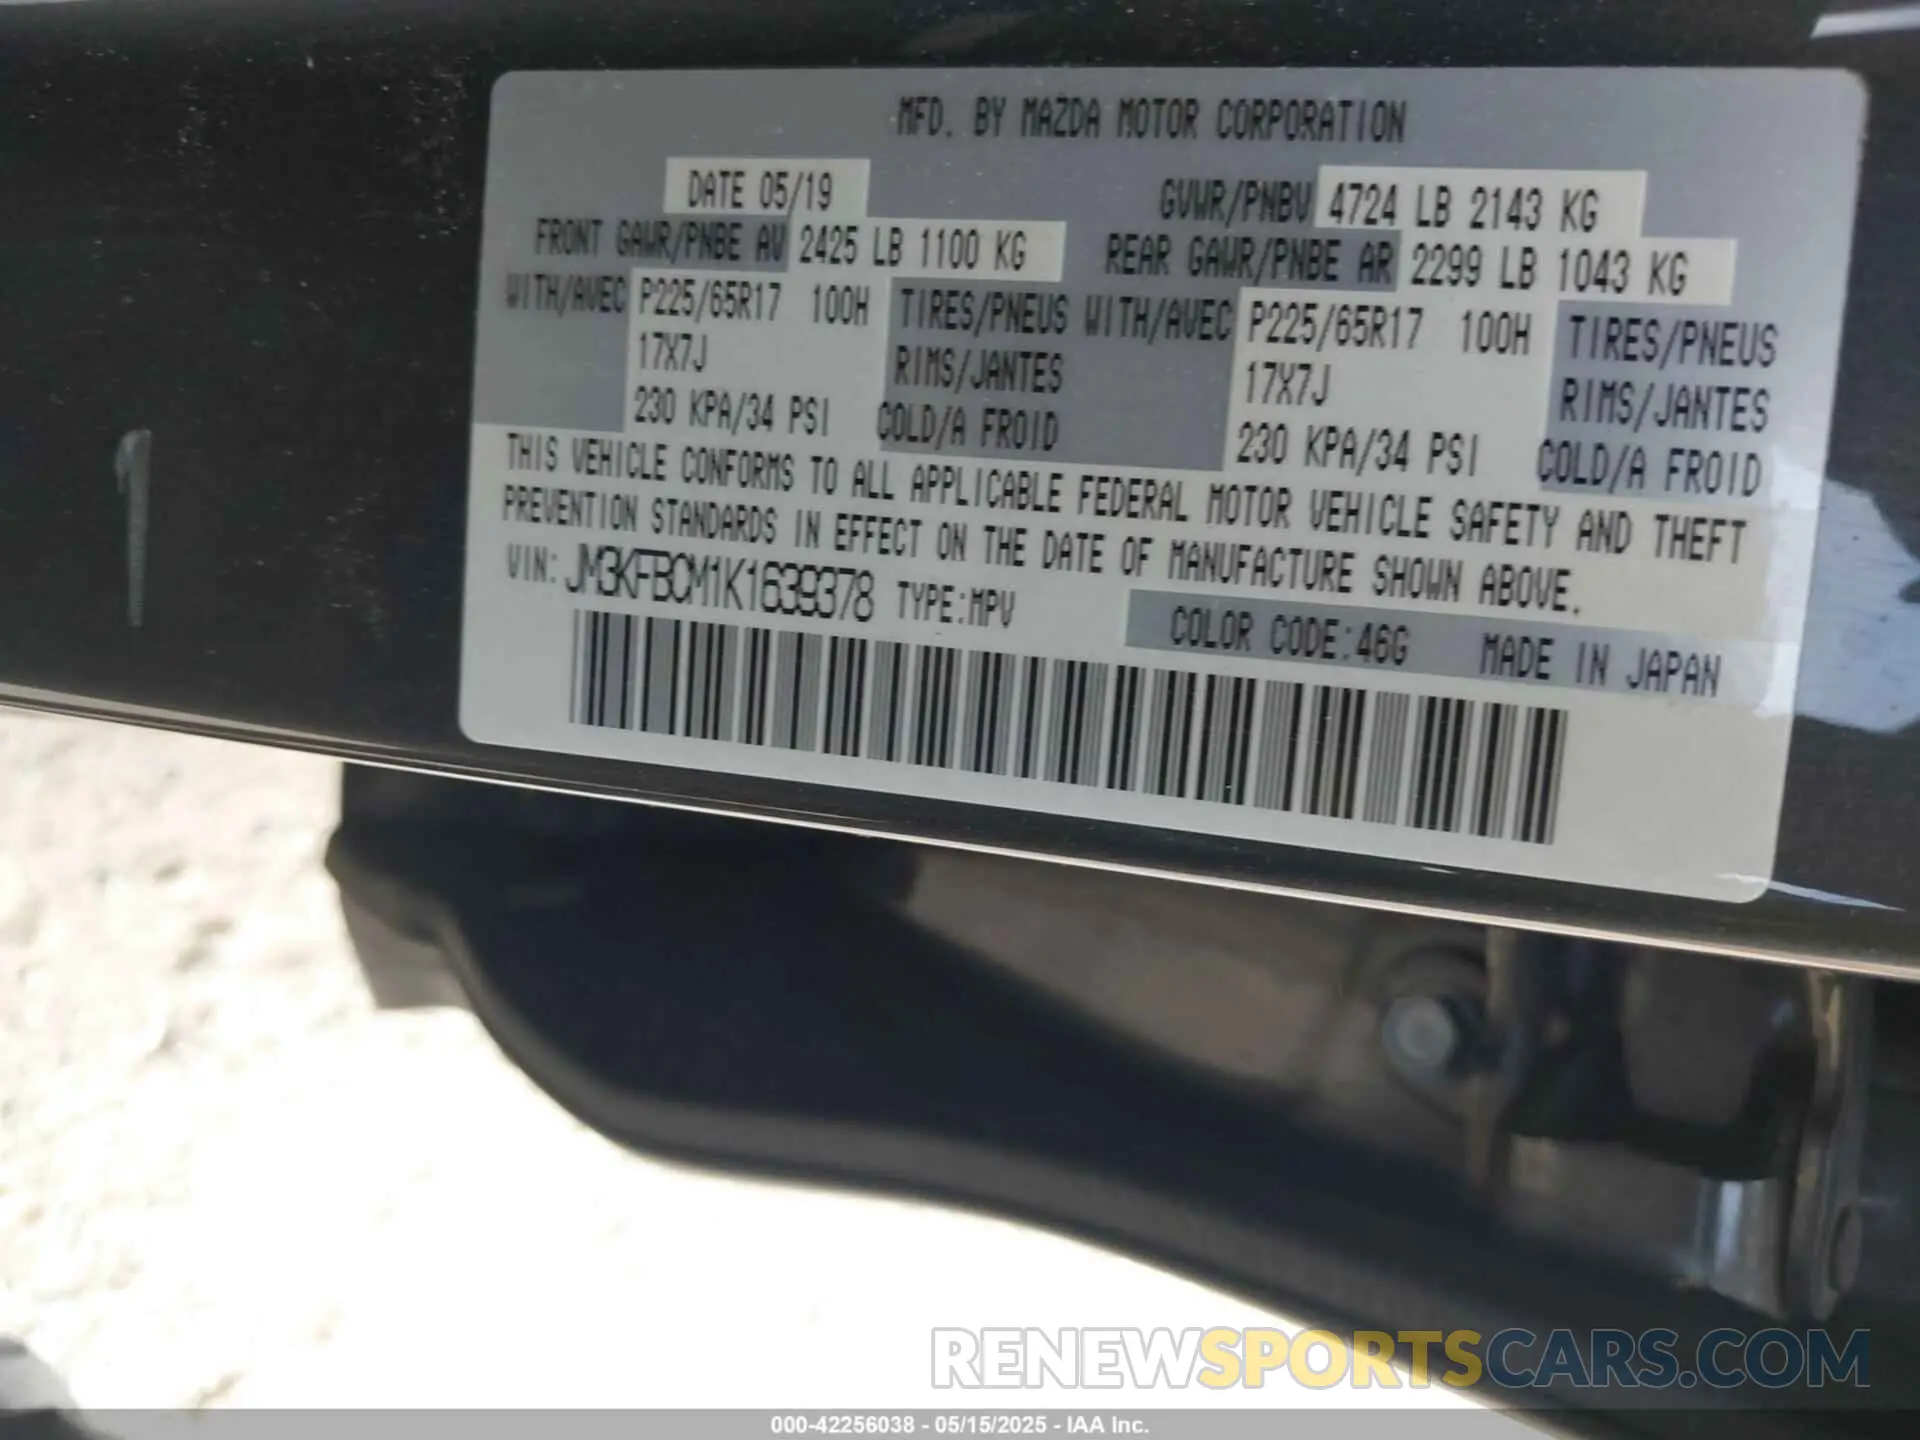 MFD. BY MAZDA MOTOR CORPORATION
DATE 05/19 GVWR/PNBV 4724 LB 2143 KG
FRONT GAWR/PNBE AV 2425 LB 1100 KG REAR GAWR/PNBE AR 2299 LB 1043 KG
WITH/AVEC P225/65R17 100H TIRES/PNEUS WITH/AVEC P225/65R17 100H TIRES/PNEUS
17X7J RIMS/JANTES 17X7J RIMS/JANTES
230 KPA/34 PSI COLD/A FROID 230 KPA/34 PSI COLD/A FROID
THIS VEHICLE CONFORMS TO ALL APPLICABLE FEDERAL MOTOR VEHICLE SAFETY AND THEFT
PREVENTION STANDARDS IN EFFECT ON THE DATE OF MANUFACTURE SHOWN ABOVE.
VIN: JM3KFBCM1K1639378 TYPE:MPV COLOR CODE:46G MADE IN JAPAN
RENEWSPORTSCARS.COM
000-42256038 - 05/15/2025 - IAA Inc.